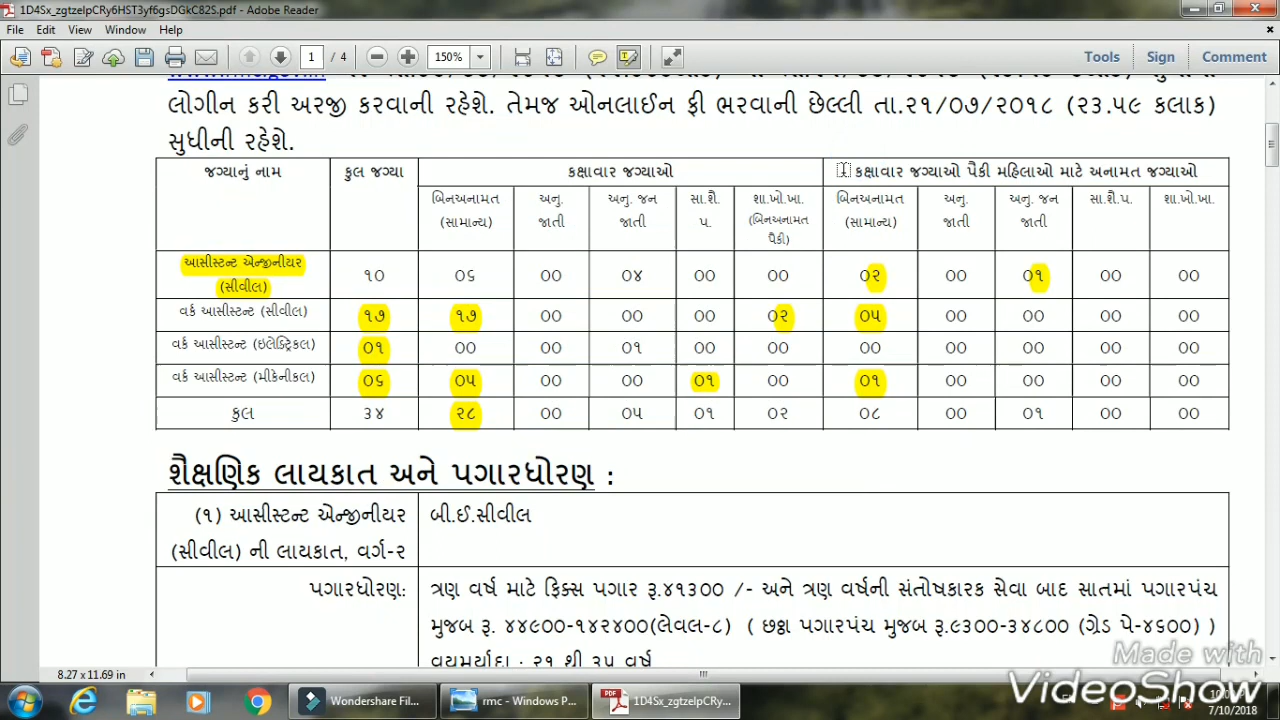 1D4Sx_zgtzelpCRy6HST3yf6gsDGkC82S.pdf - Adobe Reader
File Edit View Window Help
1 / 4 150% Tools Sign Comment
લોગીન કરી અરજી કરવાની રહેશે. તેમજ ઓનલાઈન ફી ભરવાની છેલ્લી તા.૨૧/૦૭/૨૦૧૮ (૨૩.૫૯ કલાક)
સુધીની રહેશે.
જગ્યાનું નામ કુલ જગ્યા કક્ષાવાર જગ્યાઓ કક્ષાવાર જગ્યાઓ પૈકી મહિલાઓ માટે અનામત જગ્યાઓ
બિનઅનામત (સામાન્ય) અનુ. જાતી અનુ. જન જાતી સા.શૈ. પ. શા.ખો.ખા. (બિનઅનામત પૈકી) બિનઅનામત (સામાન્ય) અનુ. જાતી અનુ. જન જાતી સા.શૈ.પ. શા.ખો.ખા.
આસીસ્ટન્ટ એન્જીનીયર (સીવીલ) ૧૦ ૦૬ ૦૦ ૦૪ ૦૦ ૦૦ ૦૨ ૦૦ ૦૧ ૦૦ ૦૦
વર્ક આસીસ્ટન્ટ (સીવીલ) ૧૭ ૧૭ ૦૦ ૦૦ ૦૦ ૦૨ ૦૫ ૦૦ ૦૦ ૦૦ ૦૦
વર્ક આસીસ્ટન્ટ (ઇલેક્ટ્રિકલ) ૦૧ ૦૦ ૦૦ ૦૧ ૦૦ ૦૦ ૦૦ ૦૦ ૦૦ ૦૦ ૦૦
વર્ક આસીસ્ટન્ટ (મીકેનીકલ) ૦૬ ૦૫ ૦૦ ૦૦ ૦૧ ૦૦ ૦૧ ૦૦ ૦૦ ૦૦ ૦૦
કુલ ૩૪ ૨૮ ૦૦ ૦૫ ૦૧ ૦૨ ૦૮ ૦૦ ૦૧ ૦૦ ૦૦
શૈક્ષણિક લાયકાત અને પગારધોરણ :
(૧) આસીસ્ટન્ટ એન્જીનીયર બી.ઈ.સીવીલ
(સીવીલ) ની લાયકાત, વર્ગ-૨
પગારધોરણ: ત્રણ વર્ષ માટે ફિક્સ પગાર રૂ.૪૧૩૦૦ /- અને ત્રણ વર્ષની સંતોષકારક સેવા બાદ સાતમાં પગારપંચ
મુજબ રૂ. ૪૪૯૦૦-૧૪૨૪૦૦(લેવલ-૮) ( છઠ્ઠા પગારપંચ મુજબ રૂ.૯૩૦૦-૩૪૮૦૦ (ગ્રેડ પે-૪૬૦૦) )
વયમર્યાદા : ૨૧ થી ૩૫ વર્ષ
8.27 x 11.69 in
Made with
VideoShow
Wondershare Fil... rmc - Windows P... 1D4Sx_zgtzelpCRy...
7/10/2018